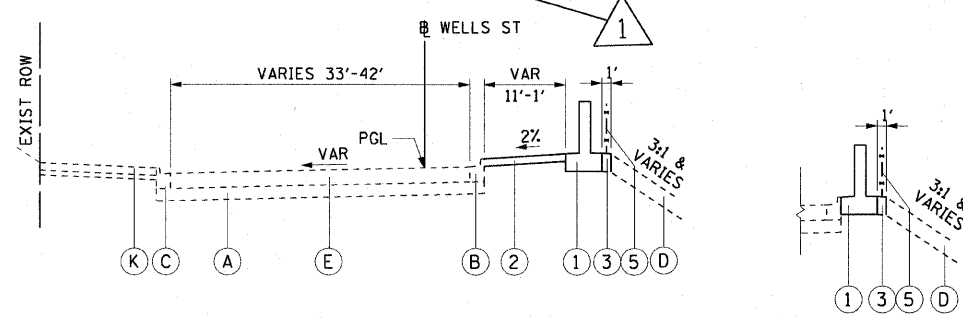 1
℄ WELLS ST
EXIST ROW
VARIES 33'-42'
VAR
11'-1'
1'
PGL
VAR
2%
3:1 &
VARIES
K
C
A
E
B
2
1
3
5
D
1'
3:1 &
VARIES
1
3
5
D